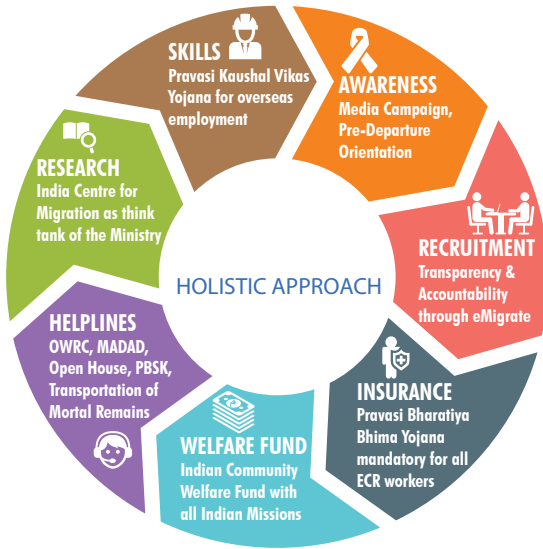 SKILLS
Pravasi Kaushal Vikas
Yojana for overseas
employment
AWARENESS
Media Campaign,
Pre-Departure
Orientation
RECRUITMENT
Transparency &
Accountability
through eMigrate
INSURANCE
Pravasi Bharatiya
Bhima Yojana
mandatory for all
ECR workers
WELFARE FUND
Indian Community
Welfare Fund with
all Indian Missions
HELPLINES
OWRC, MADAD,
Open House, PBSK,
Transportation of
Mortal Remains
RESEARCH
India Centre for
Migration as think
tank of the Ministry
HOLISTIC APPROACH